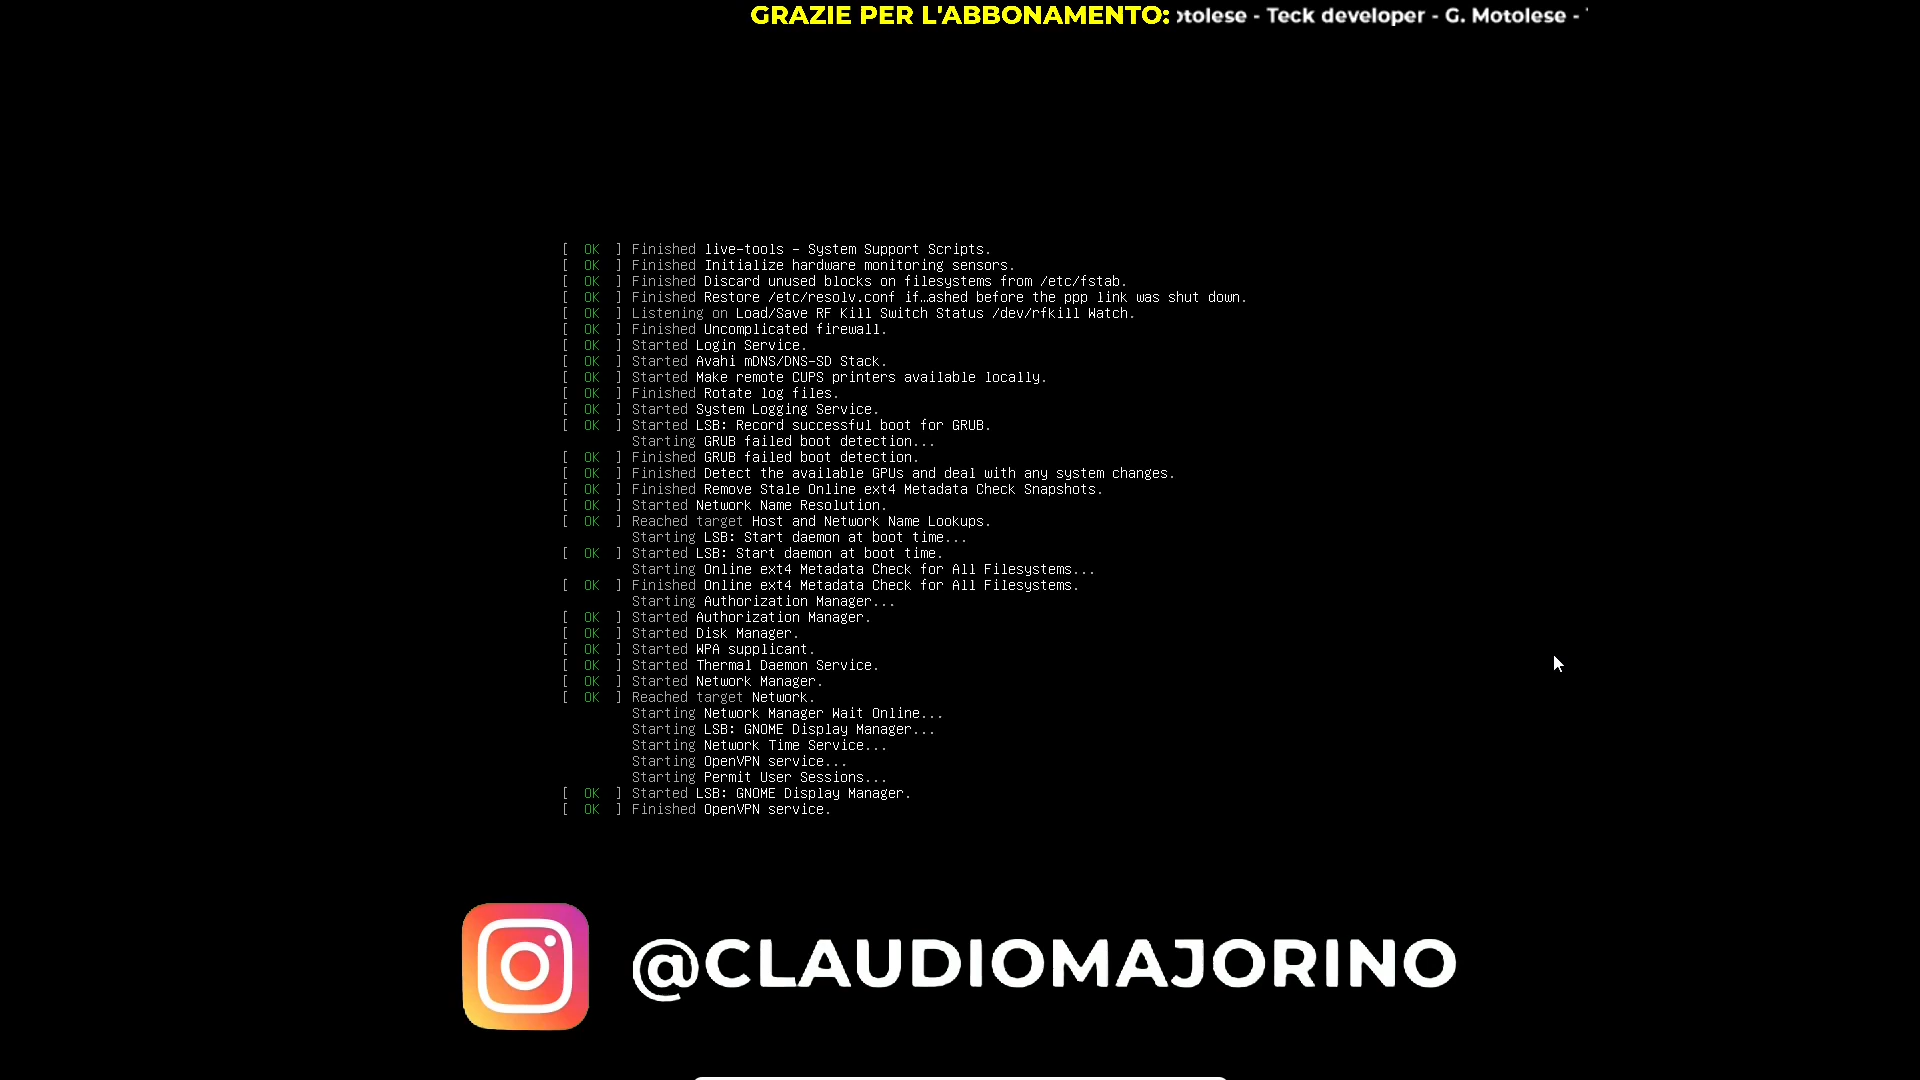 GRAZIE PER L'ABBONAMENTO: otolese - Teck developer - G. Motolese -
[  OK  ] Finished live-tools - System Support Scripts.
[  OK  ] Finished Initialize hardware monitoring sensors.
[  OK  ] Finished Discard unused blocks on filesystems from /etc/fstab.
[  OK  ] Finished Restore /etc/resolv.conf if…ashed before the ppp link was shut down.
[  OK  ] Listening on Load/Save RF Kill Switch Status /dev/rfkill Watch.
[  OK  ] Finished Uncomplicated firewall.
[  OK  ] Started Login Service.
[  OK  ] Started Avahi mDNS/DNS-SD Stack.
[  OK  ] Started Make remote CUPS printers available locally.
[  OK  ] Finished Rotate log files.
[  OK  ] Started System Logging Service.
[  OK  ] Started LSB: Record successful boot for GRUB.
Starting GRUB failed boot detection...
[  OK  ] Finished GRUB failed boot detection.
[  OK  ] Finished Detect the available GPUs and deal with any system changes.
[  OK  ] Finished Remove Stale Online ext4 Metadata Check Snapshots.
[  OK  ] Started Network Name Resolution.
[  OK  ] Reached target Host and Network Name Lookups.
Starting LSB: Start daemon at boot time...
[  OK  ] Started LSB: Start daemon at boot time.
Starting Online ext4 Metadata Check for All Filesystems...
[  OK  ] Finished Online ext4 Metadata Check for All Filesystems.
Starting Authorization Manager...
[  OK  ] Started Authorization Manager.
[  OK  ] Started Disk Manager.
[  OK  ] Started WPA supplicant.
[  OK  ] Started Thermal Daemon Service.
[  OK  ] Started Network Manager.
[  OK  ] Reached target Network.
Starting Network Manager Wait Online...
Starting LSB: GNOME Display Manager...
Starting Network Time Service...
Starting OpenVPN service...
Starting Permit User Sessions...
[  OK  ] Started LSB: GNOME Display Manager.
[  OK  ] Finished OpenVPN service.
@CLAUDIOMAJORINO